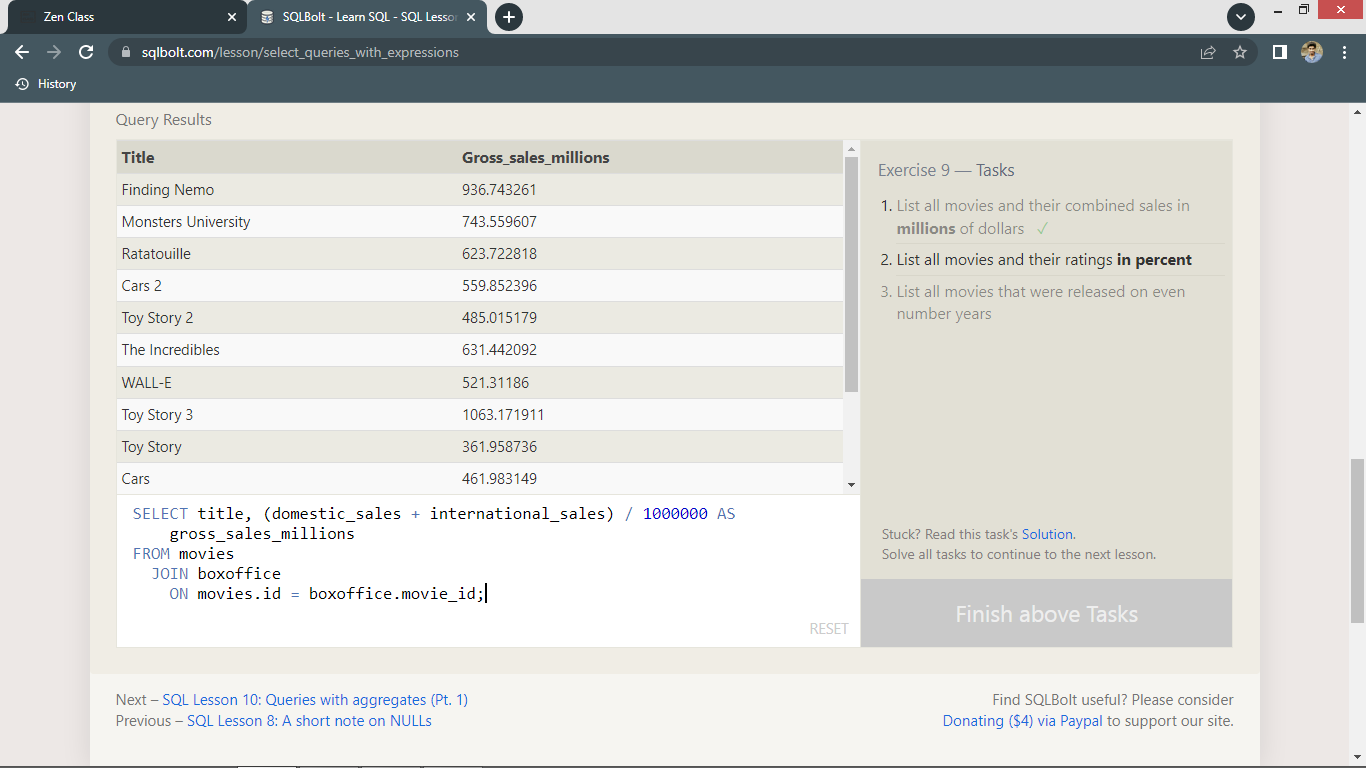 Zen Class
SQLBolt - Learn SQL - SQL Lesson
sqlbolt.com/lesson/select_queries_with_expressions
History
Query Results
Title Gross_sales_millions
Finding Nemo 936.743261
Monsters University 743.559607
Ratatouille 623.722818
Cars 2 559.852396
Toy Story 2 485.015179
The Incredibles 631.442092
WALL-E 521.31186
Toy Story 3 1063.171911
Toy Story 361.958736
Cars 461.983149
SELECT title, (domestic_sales + international_sales) / 1000000 AS
gross_sales_millions
FROM movies
JOIN boxoffice
ON movies.id = boxoffice.movie_id;
RESET
Exercise 9 — Tasks
1. List all movies and their combined sales in
millions of dollars ✓
2. List all movies and their ratings in percent
3. List all movies that were released on even
number years
Stuck? Read this task's Solution.
Solve all tasks to continue to the next lesson.
Finish above Tasks
Next – SQL Lesson 10: Queries with aggregates (Pt. 1)
Previous – SQL Lesson 8: A short note on NULLs
Find SQLBolt useful? Please consider
Donating ($4) via Paypal to support our site.